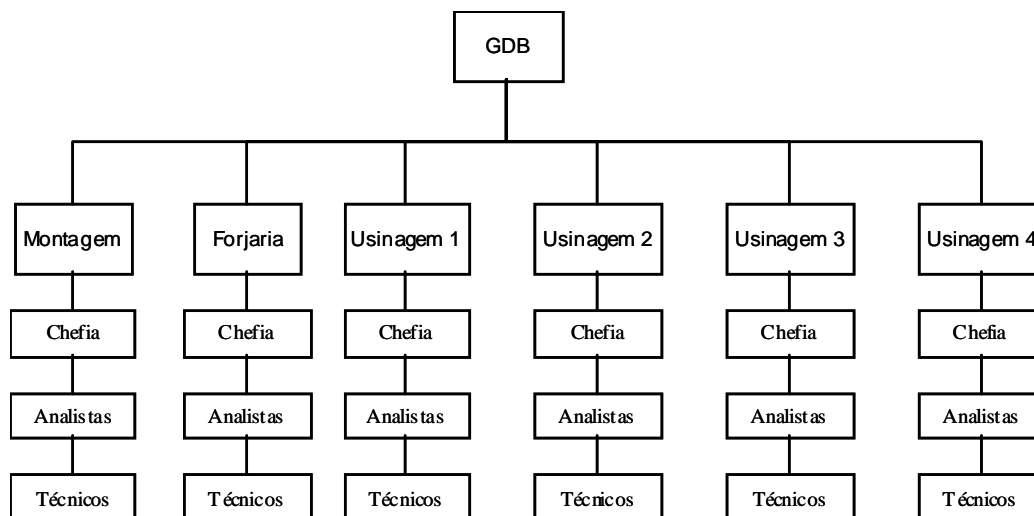 GDB
Montagem
Forjaria
Usinagem 1
Usinagem 2
Usinagem 3
Usinagem 4
Chefia
Chefia
Chefia
Chefia
Chefia
Chefia
Analistas
Analistas
Analistas
Analistas
Analistas
Analistas
Técnicos
Técnicos
Técnicos
Técnicos
Técnicos
Técnicos